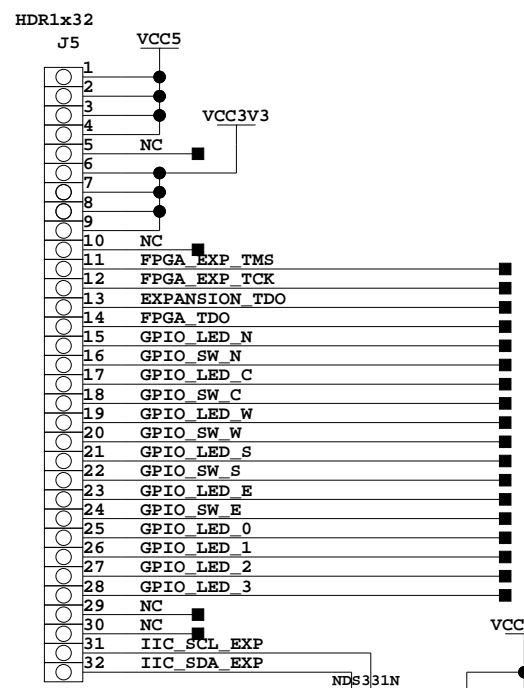 HDR1x32
J5
VCC5
1
2
3
VCC3V3
4
5 NC
6
7
8
9
10 NC
11 FPGA_EXP_TMS
12 FPGA_EXP_TCK
13 EXPANSION_TDO
14 FPGA_TDO
15 GPIO_LED_N
16 GPIO_SW_N
17 GPIO_LED_C
18 GPIO_SW_C
19 GPIO_LED_W
20 GPIO_SW_W
21 GPIO_LED_S
22 GPIO_SW_S
23 GPIO_LED_E
24 GPIO_SW_E
25 GPIO_LED_0
26 GPIO_LED_1
27 GPIO_LED_2
28 GPIO_LED_3
29 NC
30 NC
VCC
31 IIC_SCL_EXP
32 IIC_SDA_EXP
NDS331N